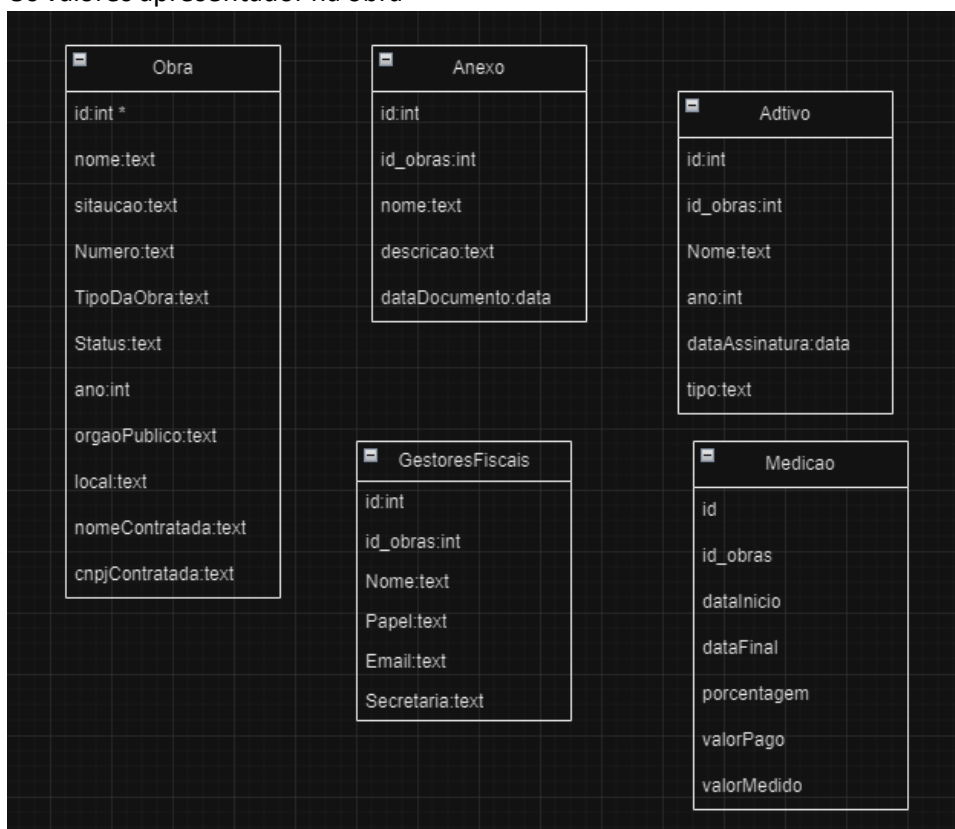 Os valores apresentador na obra
Obra
id:int *
nome:text
sitaucao:text
Numero:text
TipoDaObra:text
Status:text
ano:int
orgaoPublico:text
local:text
nomeContratada:text
cnpjContratada:text
Anexo
id:int
id_obras:int
nome:text
descricao:text
dataDocumento:data
Adtivo
id:int
id_obras:int
Nome:text
ano:int
dataAssinatura:data
tipo:text
GestoresFiscais
id:int
id_obras:int
Nome:text
Papel:text
Email:text
Secretaria:text
Medicao
id
id_obras
dataInicio
dataFinal
porcentagem
valorPago
valorMedido